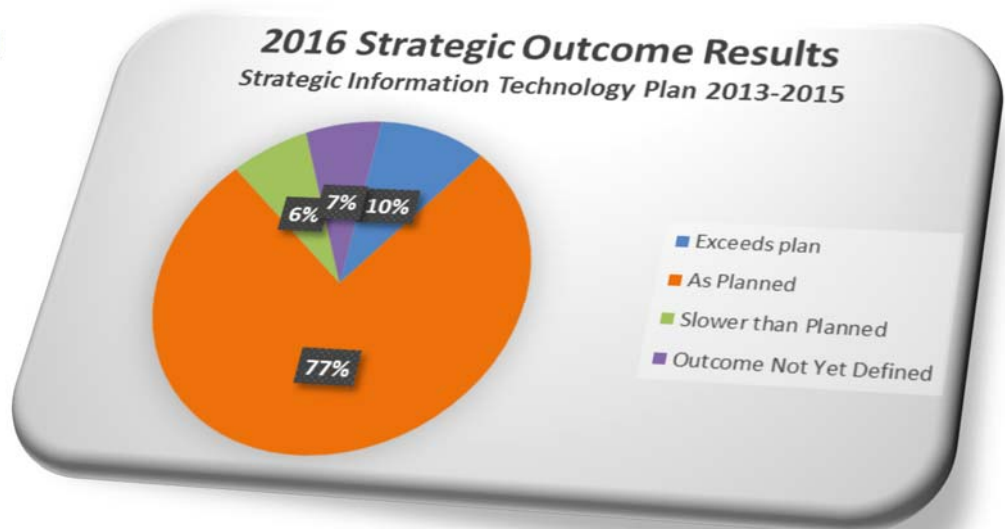 2016 Strategic Outcome Results
Strategic Information Technology Plan 2013-2015
6%
7%
10%
77%
Exceeds plan
As Planned
Slower than Planned
Outcome Not Yet Defined